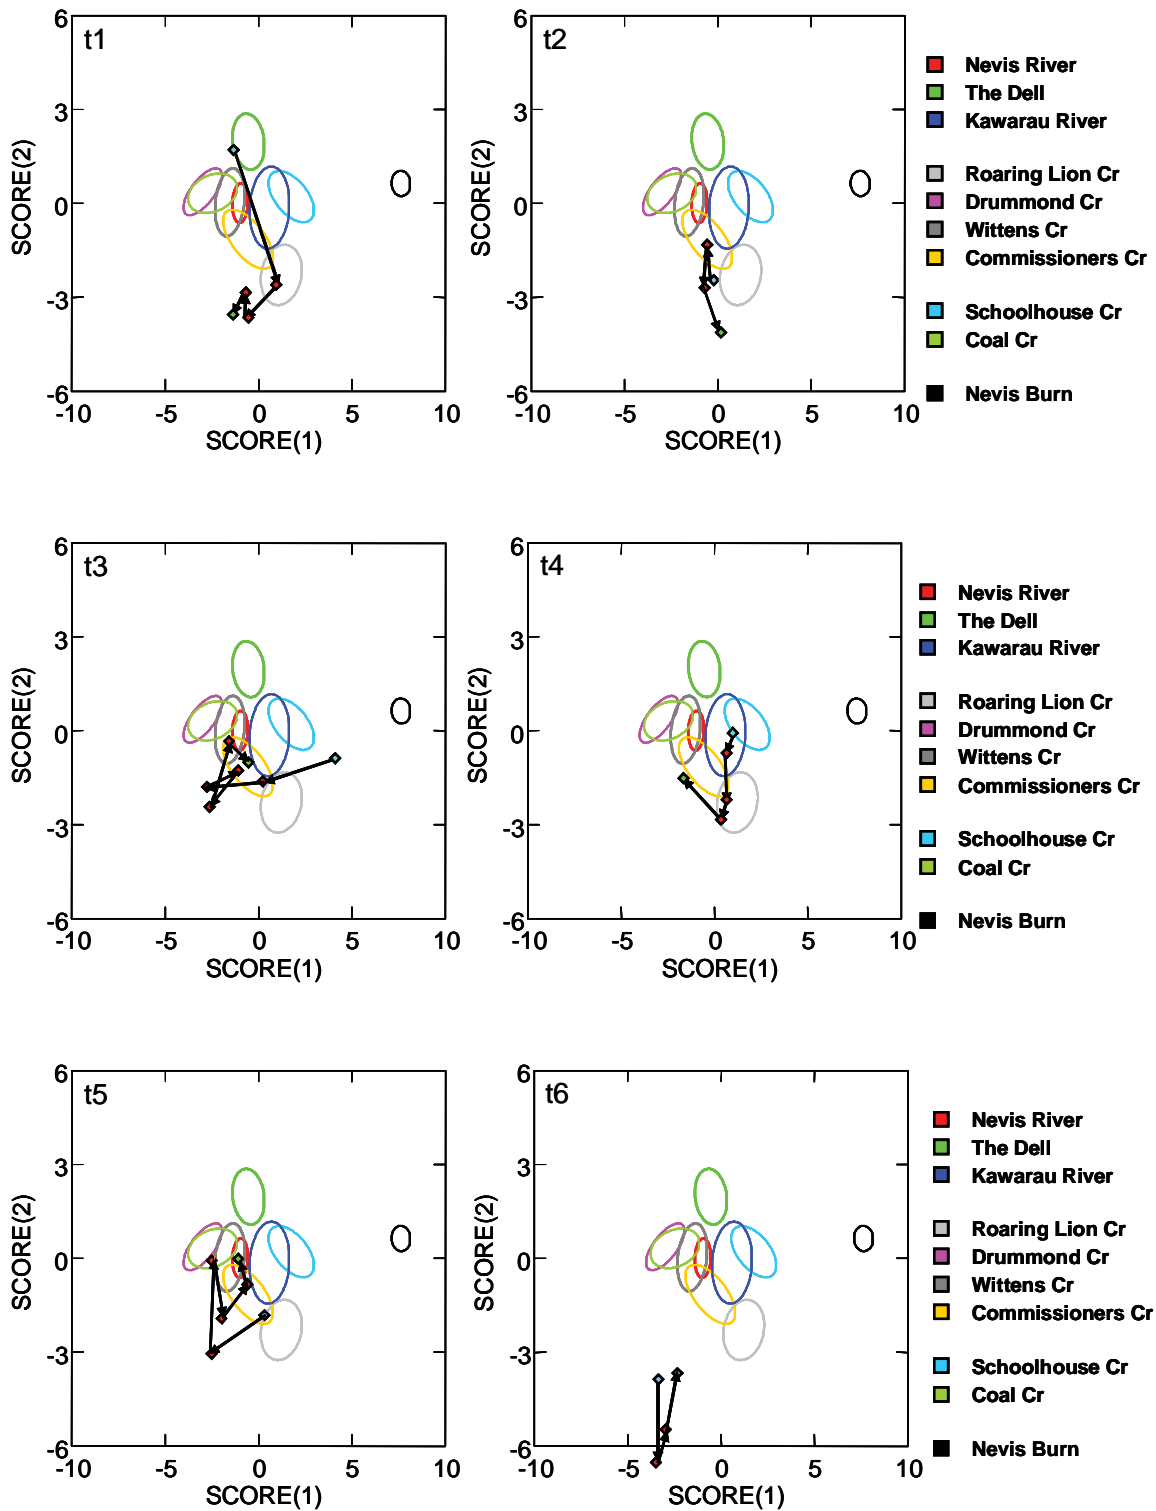 t1
6
3
0
-3
-6
-10
-5
0
5
10
SCORE(1)
SCORE(2)
t2
6
3
0
-3
-6
-10
-5
0
5
10
SCORE(1)
SCORE(2)
Nevis River
The Dell
Kawarau River
Roaring Lion Cr
Drummond Cr
Wittens Cr
Commissioners Cr
Schoolhouse Cr
Coal Cr
Nevis Burn
t3
6
3
0
-3
-6
-10
-5
0
5
10
SCORE(1)
SCORE(2)
t4
6
3
0
-3
-6
-10
-5
0
5
10
SCORE(1)
SCORE(2)
Nevis River
The Dell
Kawarau River
Roaring Lion Cr
Drummond Cr
Wittens Cr
Commissioners Cr
Schoolhouse Cr
Coal Cr
Nevis Burn
t5
6
3
0
-3
-6
-10
-5
0
5
10
SCORE(1)
SCORE(2)
t6
6
3
0
-3
-6
-10
-5
0
5
10
SCORE(1)
SCORE(2)
Nevis River
The Dell
Kawarau River
Roaring Lion Cr
Drummond Cr
Wittens Cr
Commissioners Cr
Schoolhouse Cr
Coal Cr
Nevis Burn